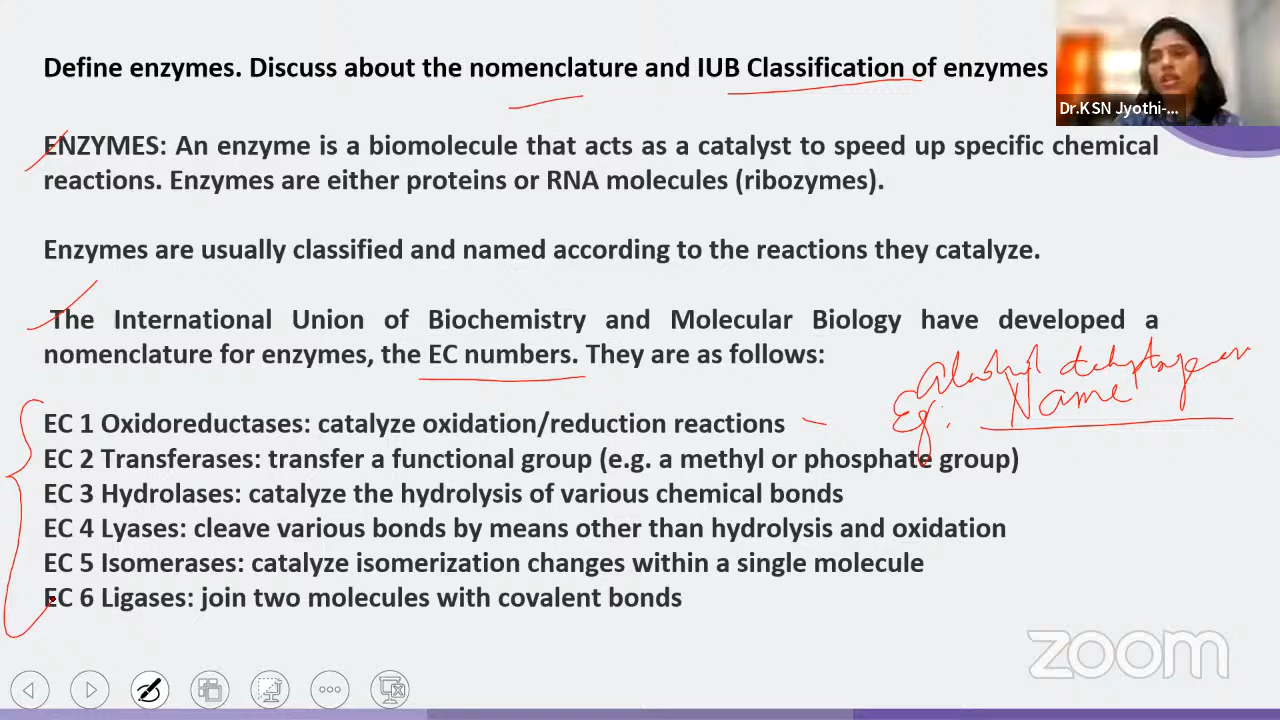 Define enzymes. Discuss about the nomenclature and IUB Classification of enzymes
Dr.KSN Jyothi-...
ENZYMES: An enzyme is a biomolecule that acts as a catalyst to speed up specific chemical
reactions. Enzymes are either proteins or RNA molecules (ribozymes).
Enzymes are usually classified and named according to the reactions they catalyze.
The International Union of Biochemistry and Molecular Biology have developed a
nomenclature for enzymes, the EC numbers. They are as follows:
Eg: Name
EC 1 Oxidoreductases: catalyze oxidation/reduction reactions
EC 2 Transferases: transfer a functional group (e.g. a methyl or phosphate group)
EC 3 Hydrolases: catalyze the hydrolysis of various chemical bonds
EC 4 Lyases: cleave various bonds by means other than hydrolysis and oxidation
EC 5 Isomerases: catalyze isomerization changes within a single molecule
EC 6 Ligases: join two molecules with covalent bonds
zoom